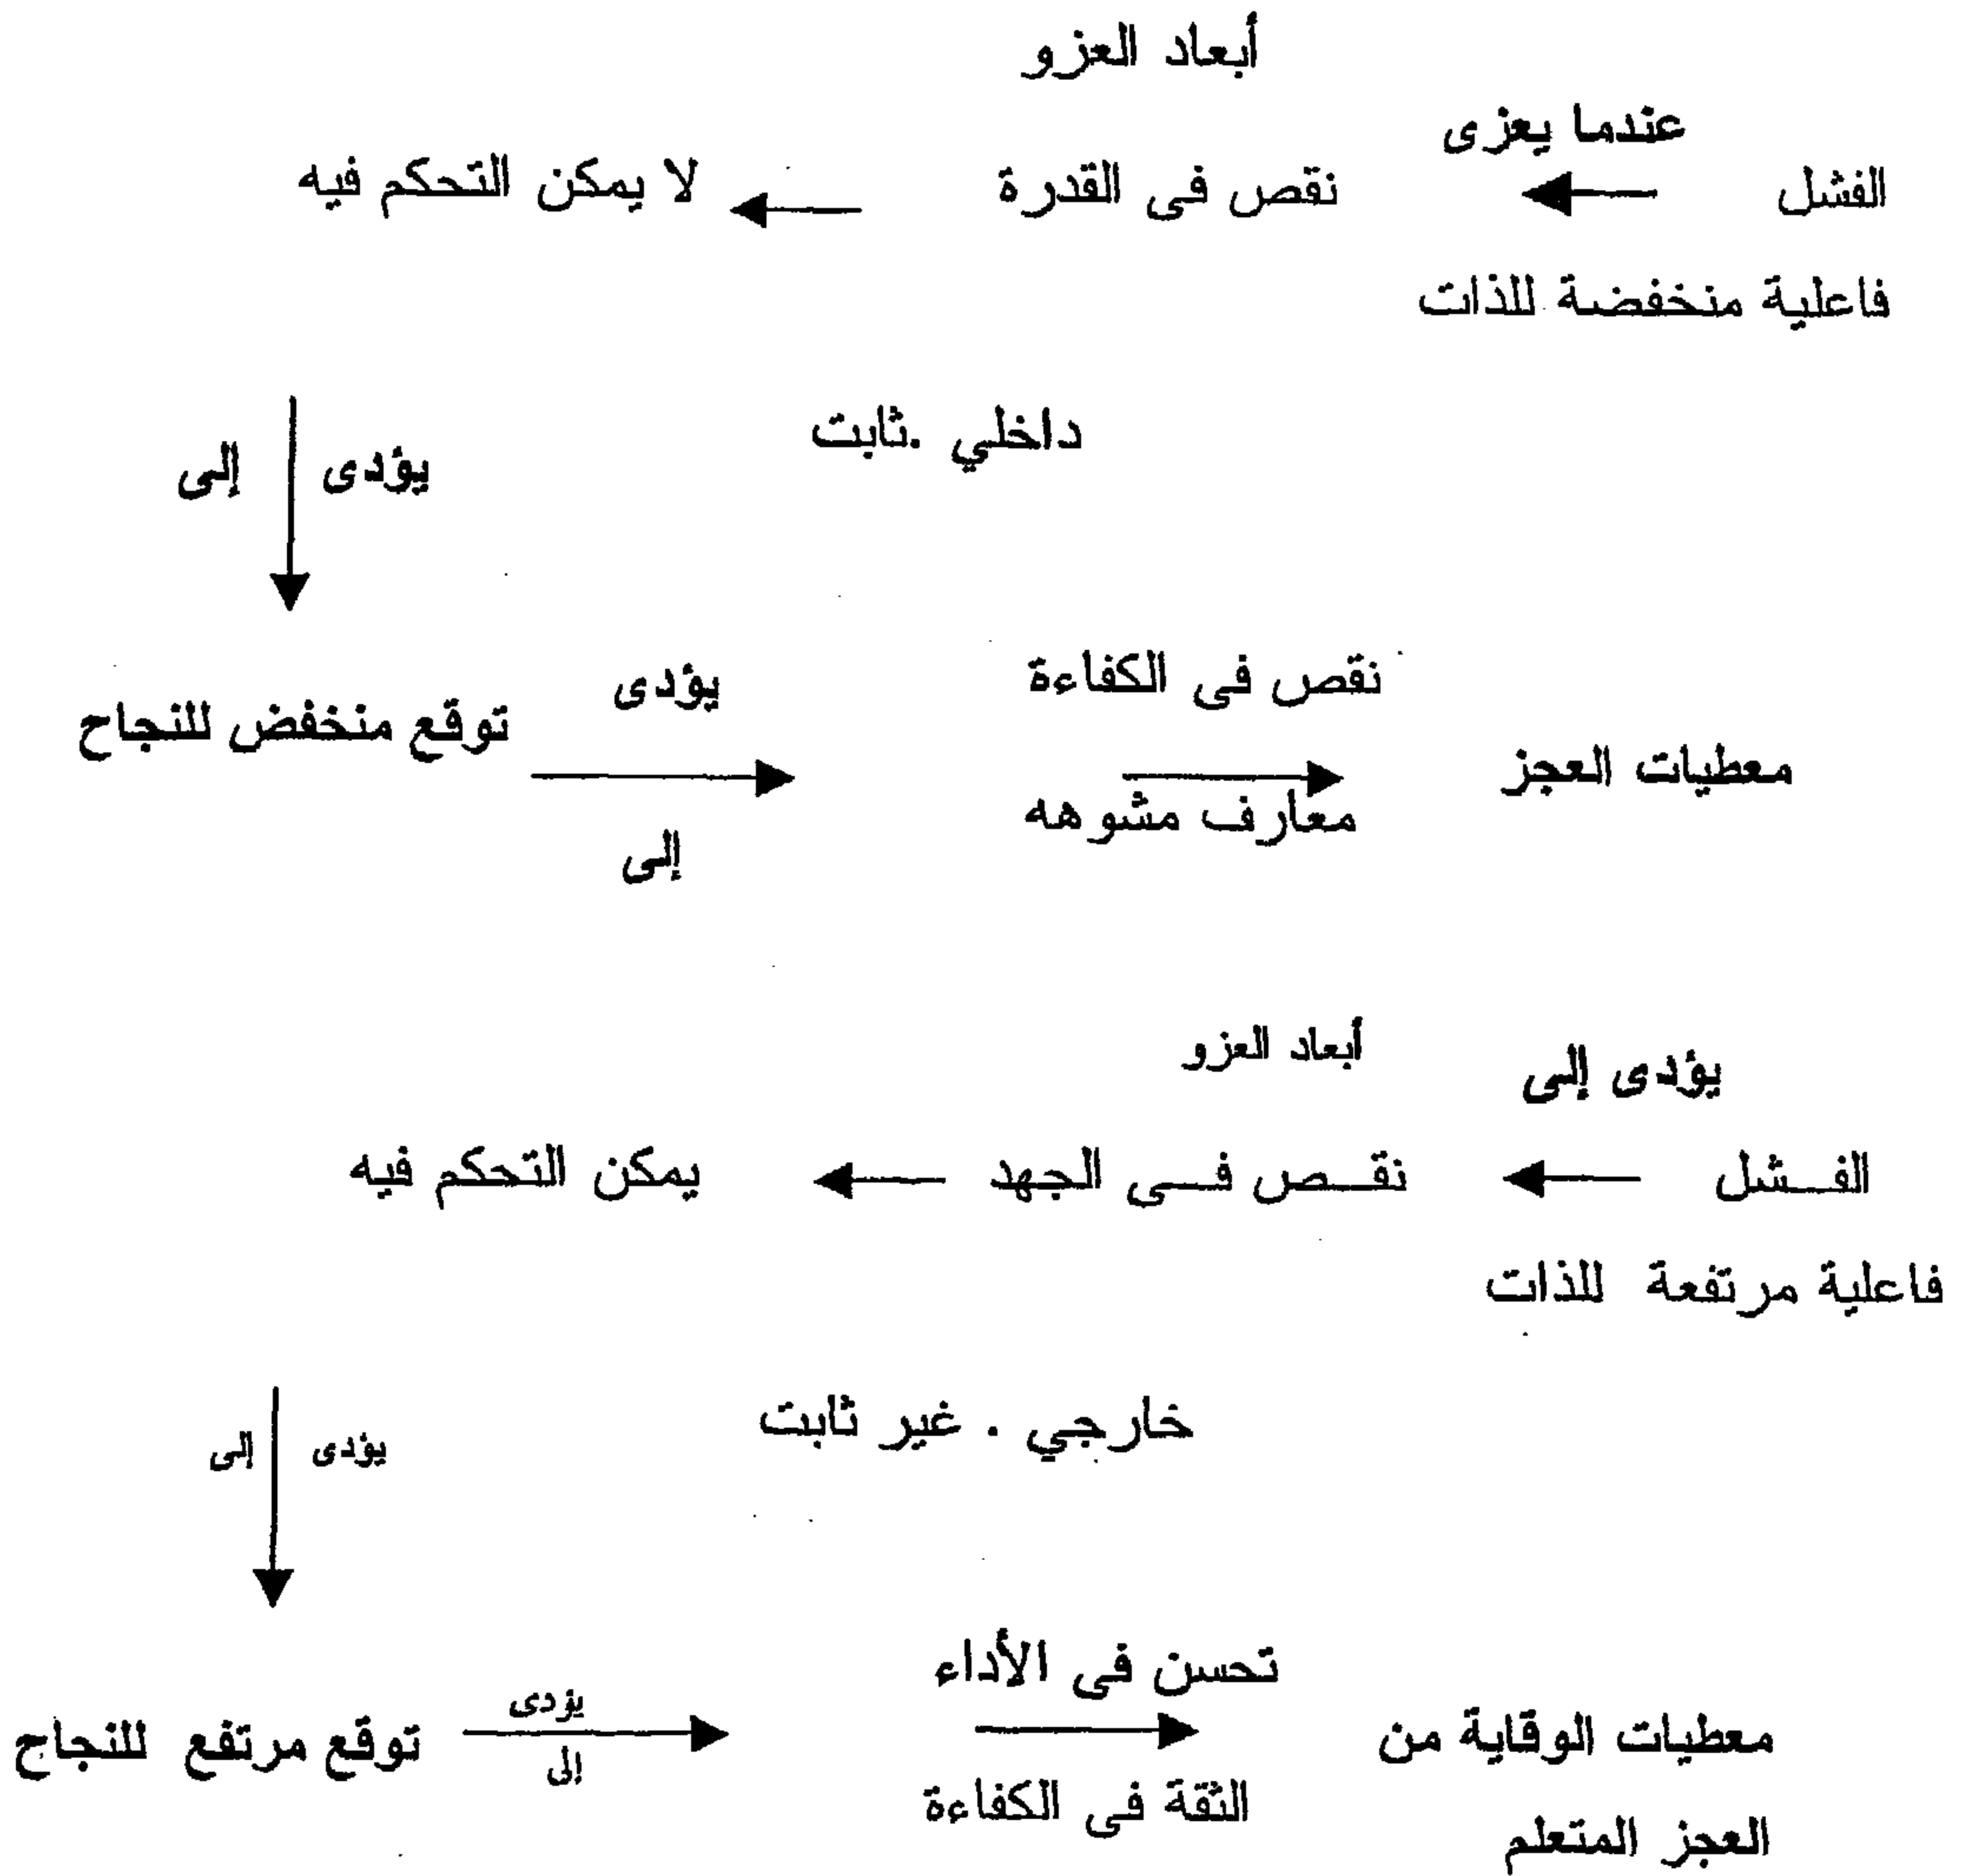 أبعاد العزو
عندما يعزى
الفشل نقص فى القدرة لا يمكن التحكم فيه
فاعلية منخفضة للذات
داخلي .ثابت
يؤدى إلى
نقص فى الكفاءة
يؤدى
توقع منخفض للنجاح
معطيات العجز
معارف مشوهه
إلى
أبعاد العزو
يؤدى إلى
الفـشل نقـص فـى الجهد يمكن التحكم فيه
فاعلية مرتفعة للذات
خارجي . غير ثابت
يؤدى إلى
تحسن فى الأداء
يؤدى
معطيات الوقاية من
توقع مرتفع للنجاح
إلى
الثقة فى الكفاءة
العجز المتعلم